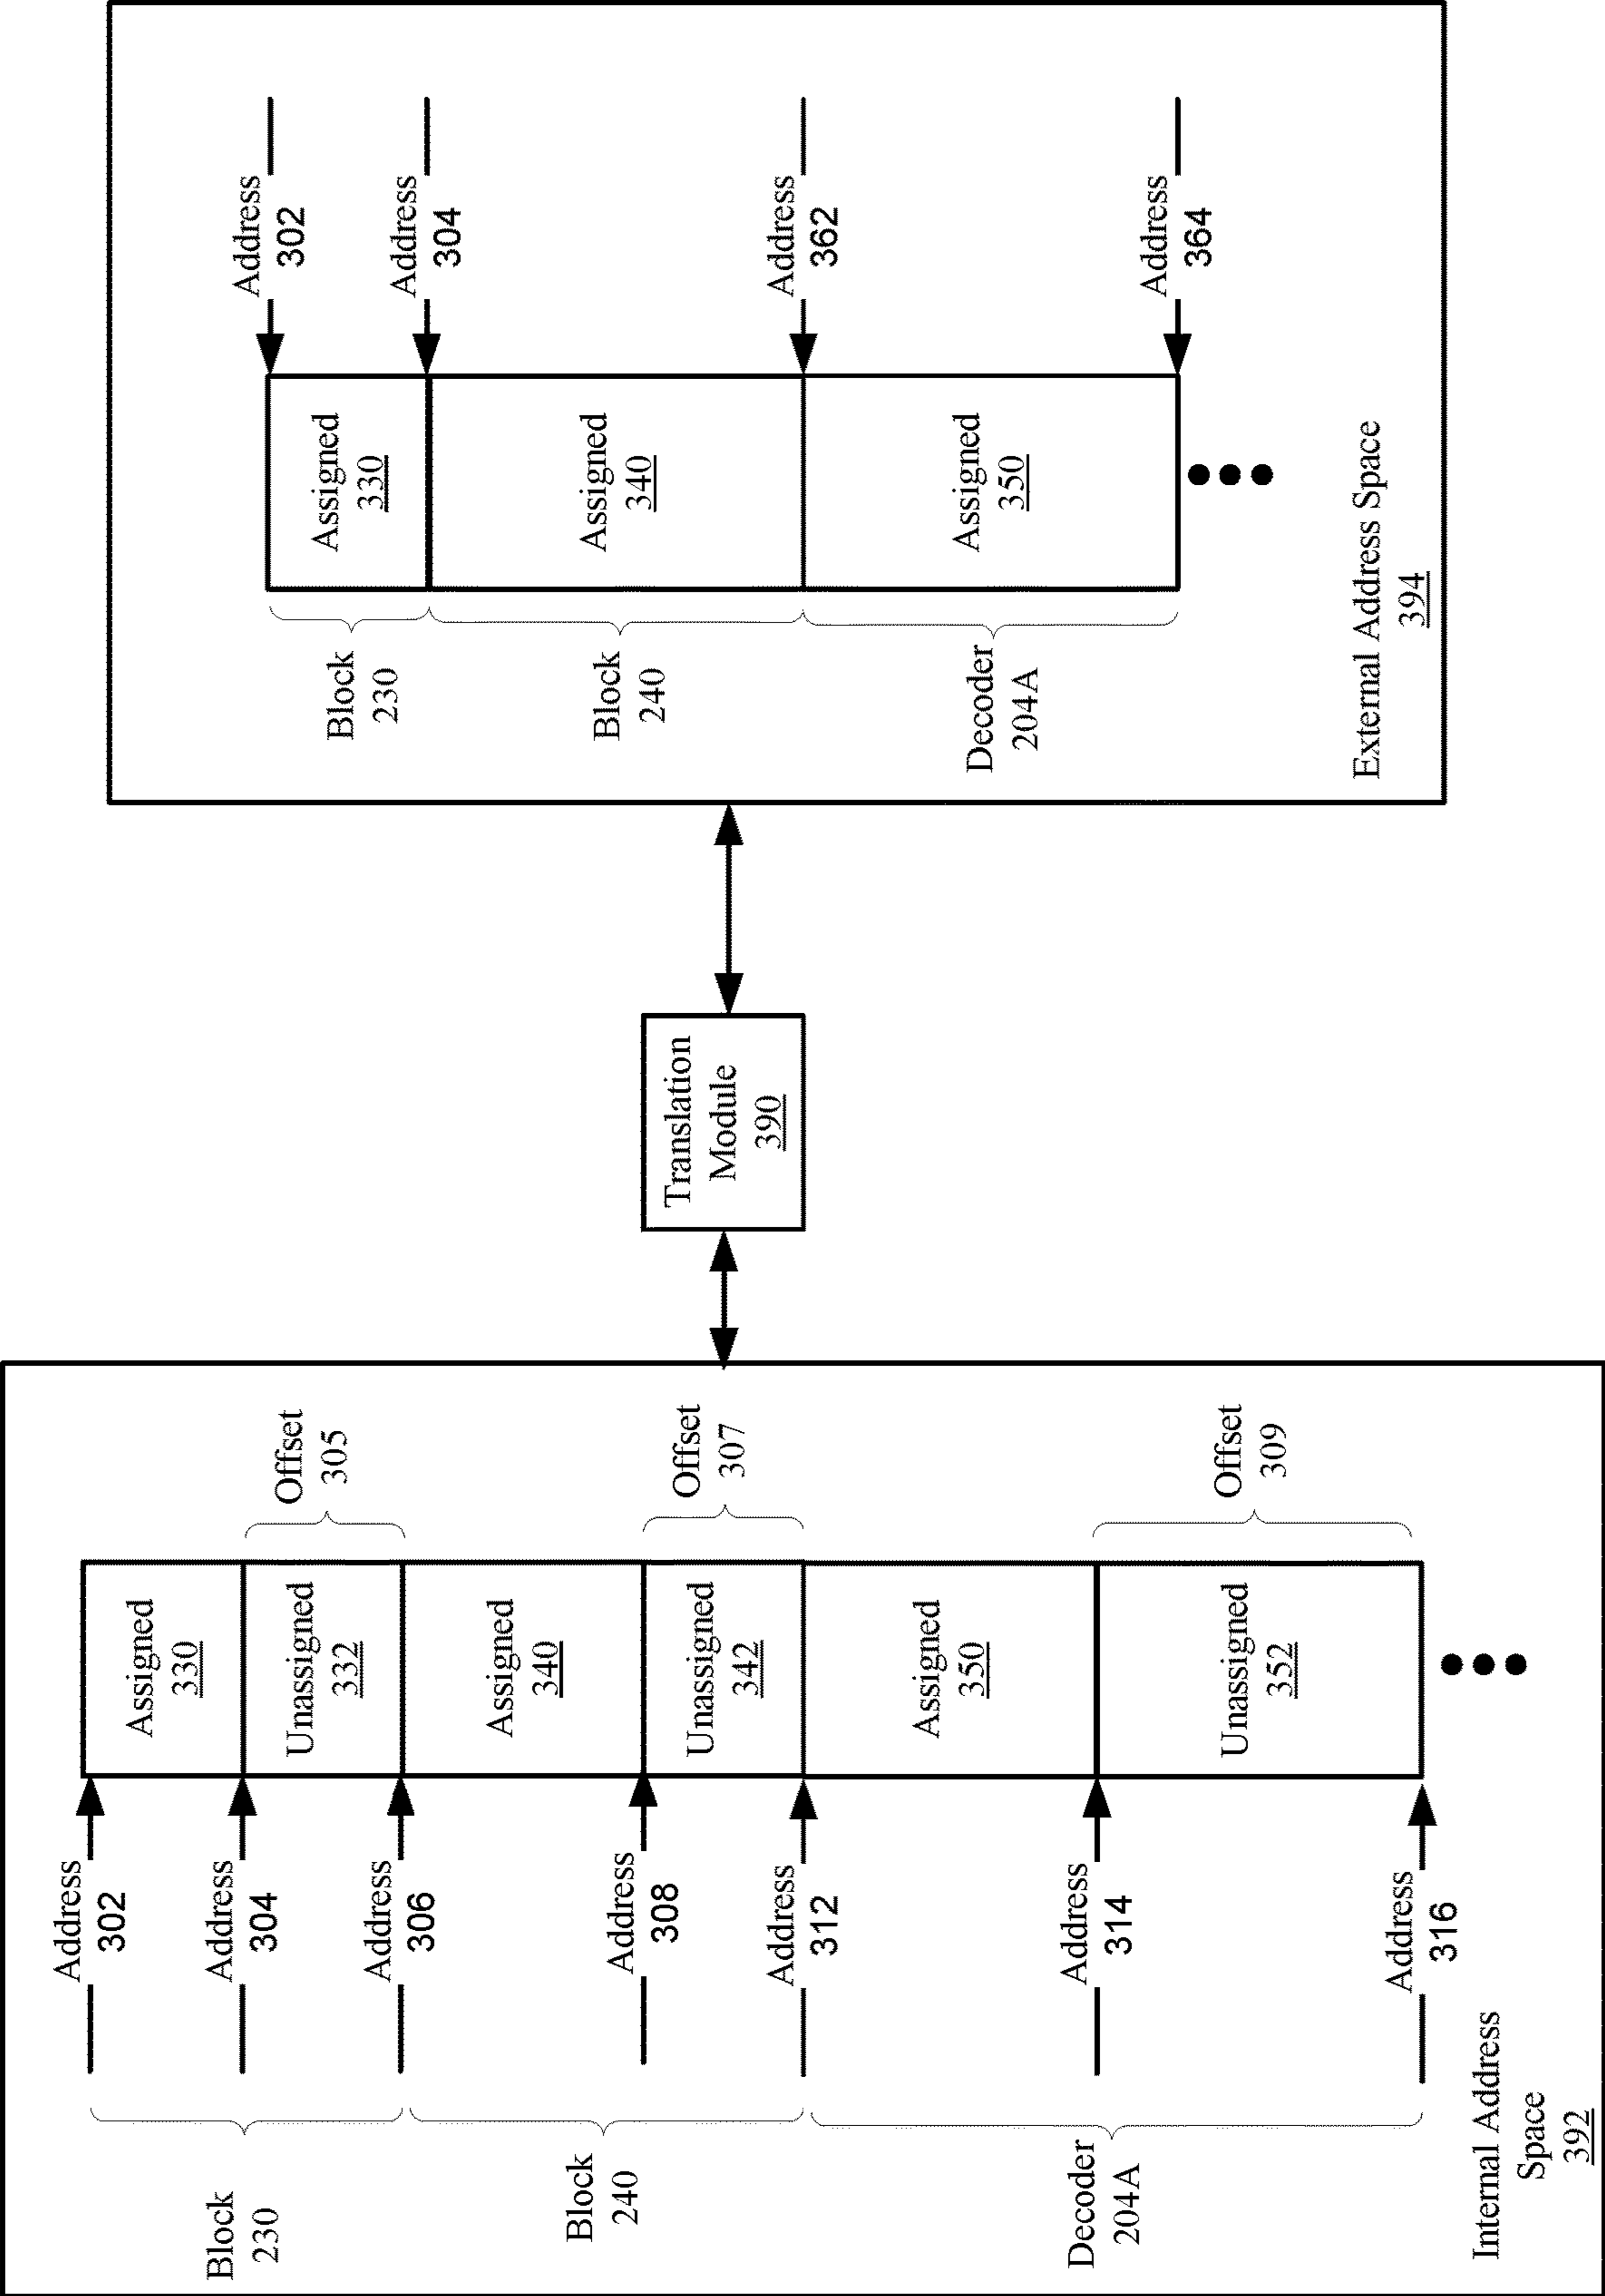 Block
230
Block
240
Decoder
204A
Internal Address
Space
392
Address
302
Address
304
Address
306
Address
308
Address
312
Address
314
Address
316
Assigned
330
Unassigned
332
Assigned
340
Unassigned
342
Assigned
350
Unassigned
352
Offset
305
Offset
307
Offset
309
Translation
Module
390
Block
230
Block
240
Decoder
204A
Assigned
330
Assigned
340
Assigned
350
Address
302
Address
304
Address
362
Address
364
External Address Space
394